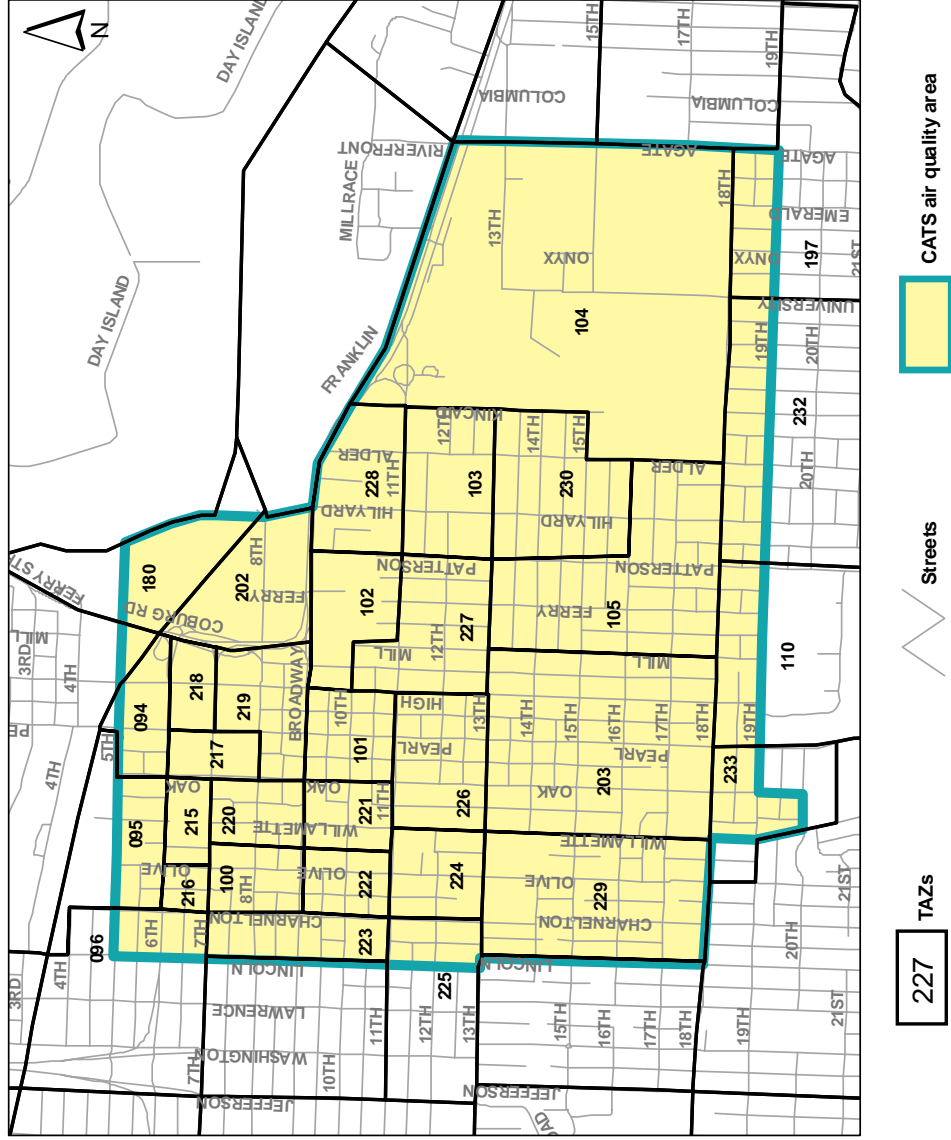 N
DAY ISLAND
DAY ISLAND
15TH
17TH
19TH
COLUMBIA
COLUMBIA
RIVERFRONT
MILLRACE
AGATE
AGATE
18TH
EMERALD
13TH
ONYX
ONYX
197
21ST
UNIVERSITY
FRANKLIN
104
19TH
20TH
232
KINCAID
12TH
14TH
15TH
ALDER
11TH
228
103
230
ALDER
20TH
HILYARD
HILYARD
FERRY ST
180
8TH
202
FERRY
COBURG RD
PATTERSON
PATTERSON
102
227
FERRY
105
110
3RD
MILL
4TH
12TH
MILL
MILL
218
219
BROADWAY
094
217
10TH
HIGH
13TH
14TH
15TH
16TH
17TH
18TH
19TH
PE
5TH
4TH
101
PEARL
PEARL
203
233
OAK
OAK
OAK
11TH
095
215
220
221
226
WILLAMETTE
WILLAMETTE
OLIVE
OLIVE
OLIVE
216
100
8TH
222
224
229
21ST
6TH
7TH
CHARNELTON
CHARNELTON
223
096
20TH
3RD
4TH
LINCOLN
LINCOLN
225
LAWRENCE
11TH
12TH
13TH
15TH
16TH
17TH
18TH
19TH
21ST
WASHINGTON
7TH
10TH
JEFFERSON
JEFFERSON
227
TAZs
Streets
CATS air quality area